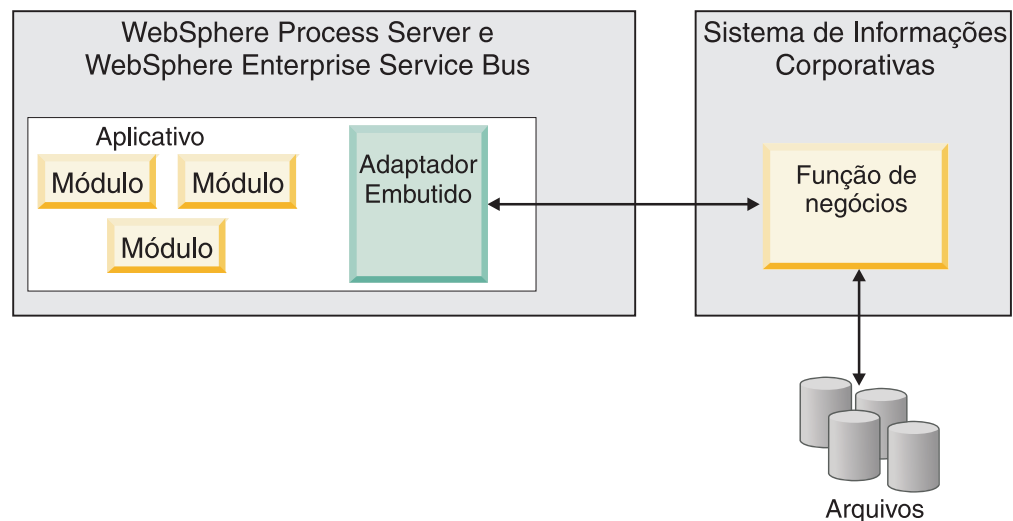 WebSphere Process Server e
WebSphere Enterprise Service Bus
Aplicativo
Módulo
Módulo
Módulo
Adaptador
Embutido
Sistema de Informações
Corporativas
Função de
negócios
Arquivos